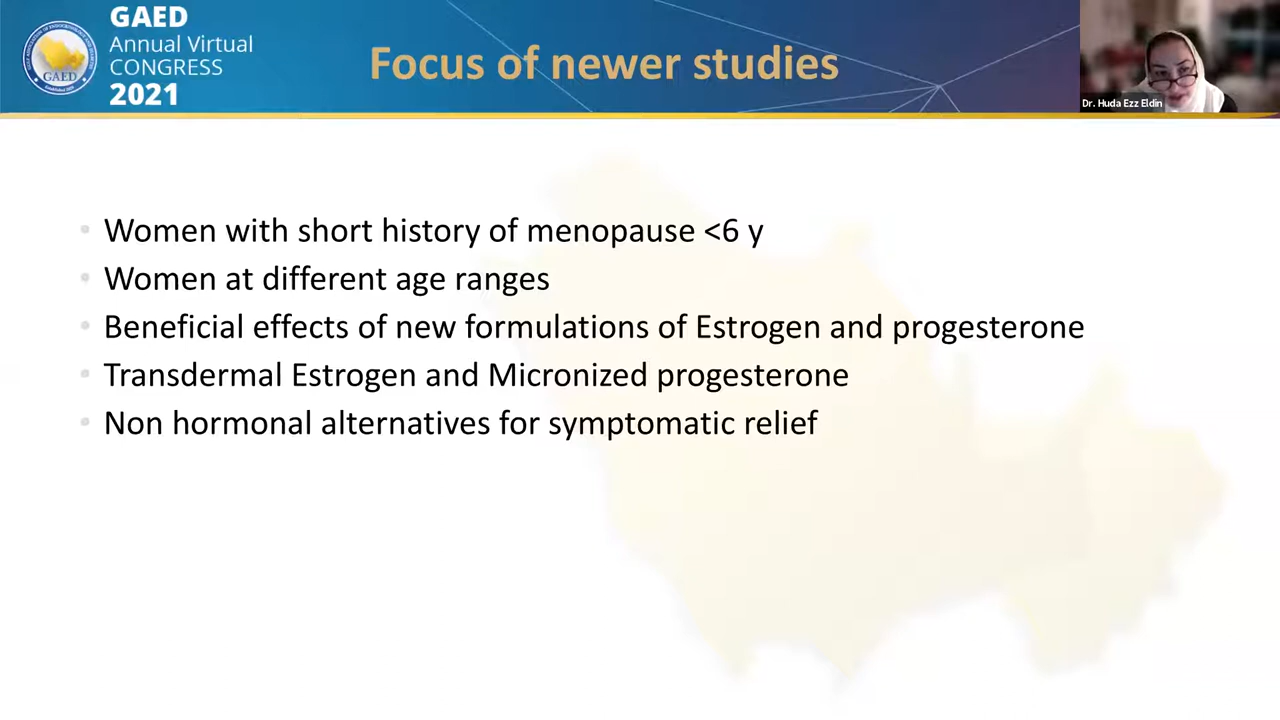 GAED
Annual Virtual
CONGRESS
2021
GAED
Focus of newer studies
Dr. Huda Ezz Eldin
Women with short history of menopause <6 y
Women at different age ranges
Beneficial effects of new formulations of Estrogen and progesterone
Transdermal Estrogen and Micronized progesterone
Non hormonal alternatives for symptomatic relief